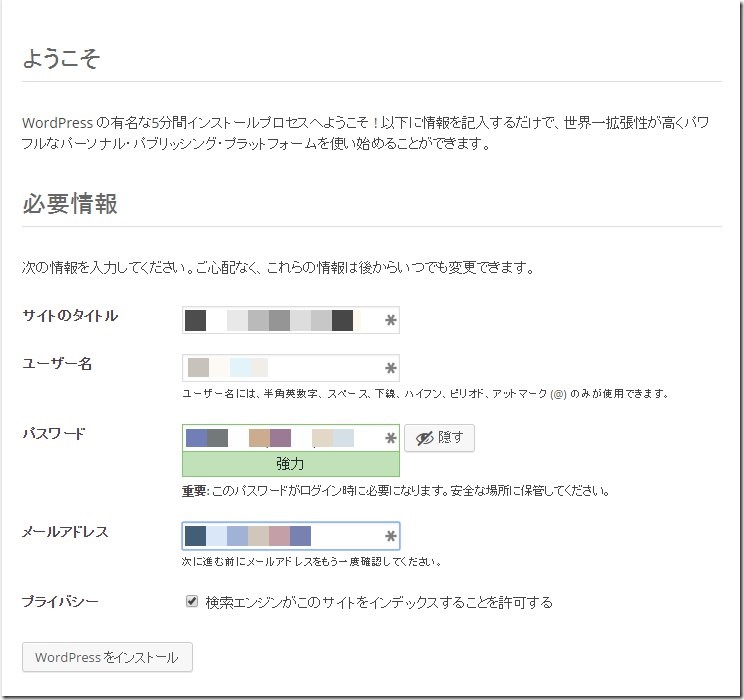 ようこそ
WordPress の有名な5分間インストールプロセスへようこそ！以下に情報を記入するだけで、世界一拡張性が高くパワ
フルなパーソナル・パブリッシング・プラットフォームを使い始めることができます。
必要情報
次の情報を入力してください。ご心配なく、これらの情報は後からいつでも変更できます。
サイトのタイトル
ユーザー名
ユーザー名には、半角英数字、スペース、下線、ハイフン、ピリオド、アットマーク (@) のみが使用できます。
パスワード
隠す
強力
重要: このパスワードがログイン時に必要になります。安全な場所に保管してください。
メールアドレス
次に進む前にメールアドレスをもう一度確認してください。
プライバシー
検索エンジンがこのサイトをインデックスすることを許可する
WordPress をインストール